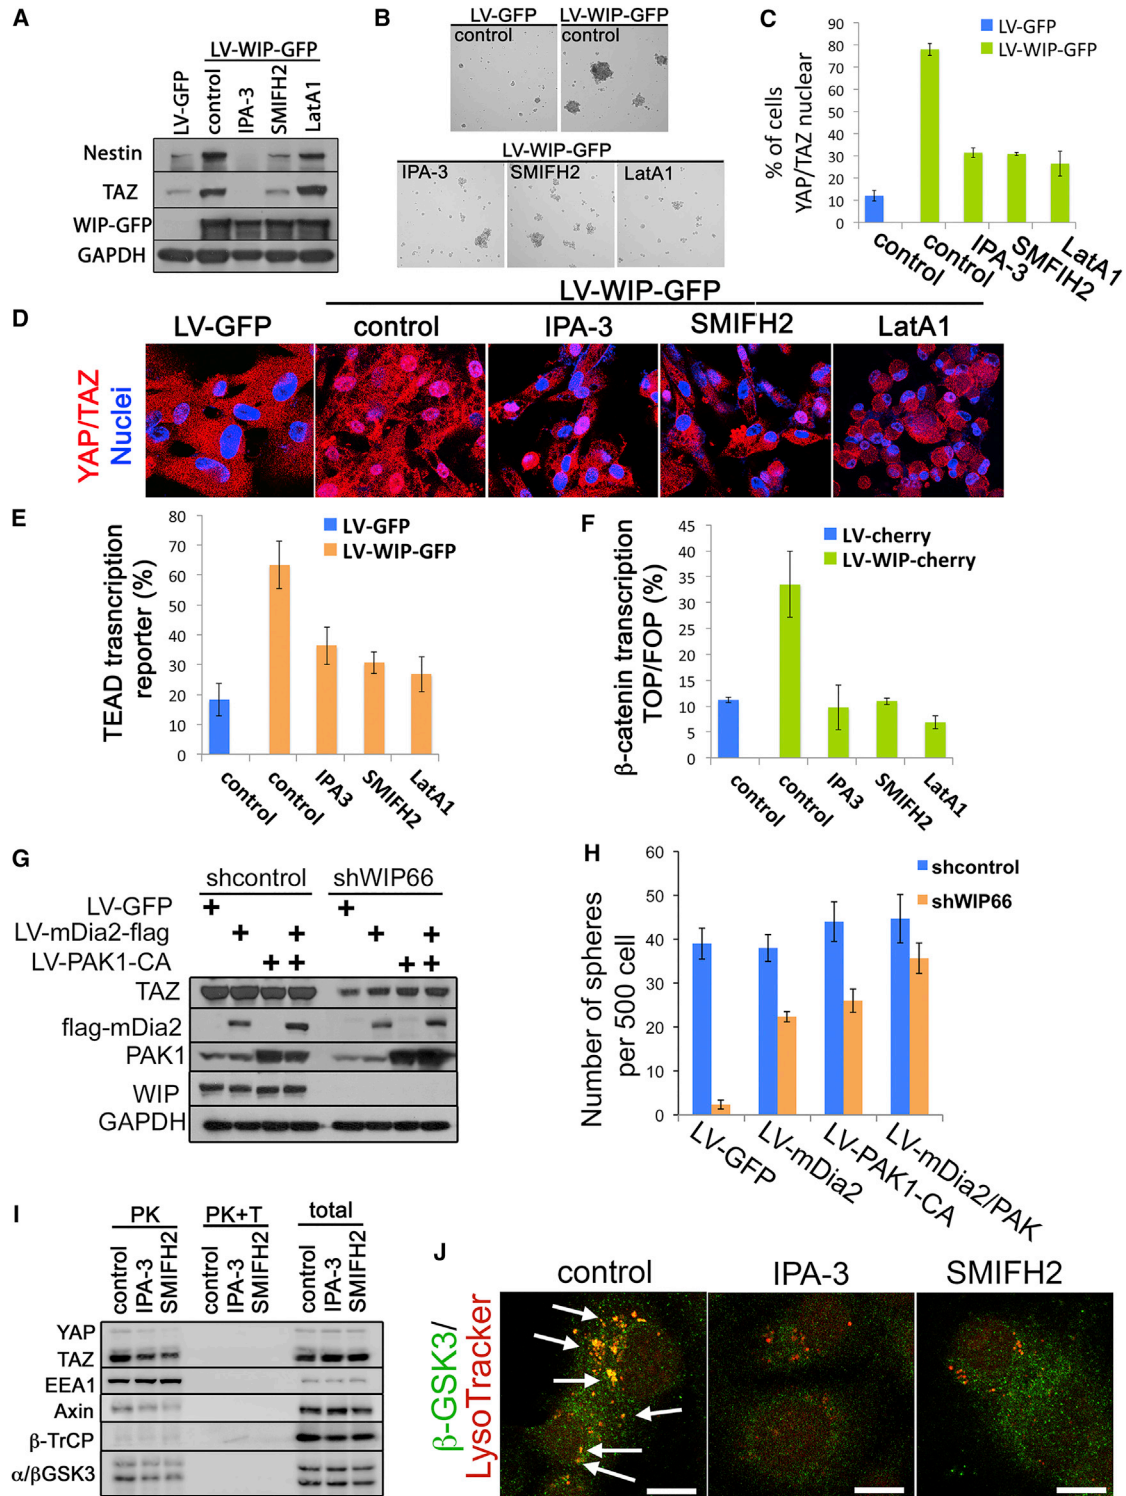 A
LV-WIP-GFP
LV-GFP
control
IPA-3
SMIFH2
LatA1
Nestin
TAZ
WIP-GFP
GAPDH
B
LV-GFP LV-WIP-GFP
control control
LV-WIP-GFP
IPA-3 SMIFH2 LatA1
C
LV-GFP
LV-WIP-GFP
% of cells
YAP/TAZ nuclear
90
80
70
60
50
40
30
20
10
0
control
control
IPA-3
SMFIH2
LatA1
D
LV-WIP-GFP
LV-GFP control IPA-3 SMIFH2 LatA1
YAP/TAZ
Nuclei
E
LV-GFP
LV-WIP-GFP
TEAD trasncription
reporter (%)
80
70
60
50
40
30
20
10
0
control
control
IPA3
SMIFH2
LatA1
F
LV-cherry
LV-WIP-cherry
β-catenin transcription
TOP/FOP (%)
45
40
35
30
25
20
15
10
5
0
control
control
IPA3
SMIFH2
LatA1
G
shcontrol shWIP66
LV-GFP + +
LV-mDia2-flag + + + +
LV-PAK1-CA + + + +
TAZ
flag-mDia2
PAK1
WIP
GAPDH
H
shcontrol
shWIP66
Number of spheres
per 500 cell
60
50
40
30
20
10
0
LV-GFP
LV-mDia2
LV-PAK1-CA
LV-mDia2/PAK
I
PK PK+T total
control
IPA-3
SMIFH2
control
IPA-3
SMIFH2
control
IPA-3
SMIFH2
YAP
TAZ
EEA1
Axin
β-TrCP
α/βGSK3
J
control IPA-3 SMIFH2
β-GSK3/
LysoTracker